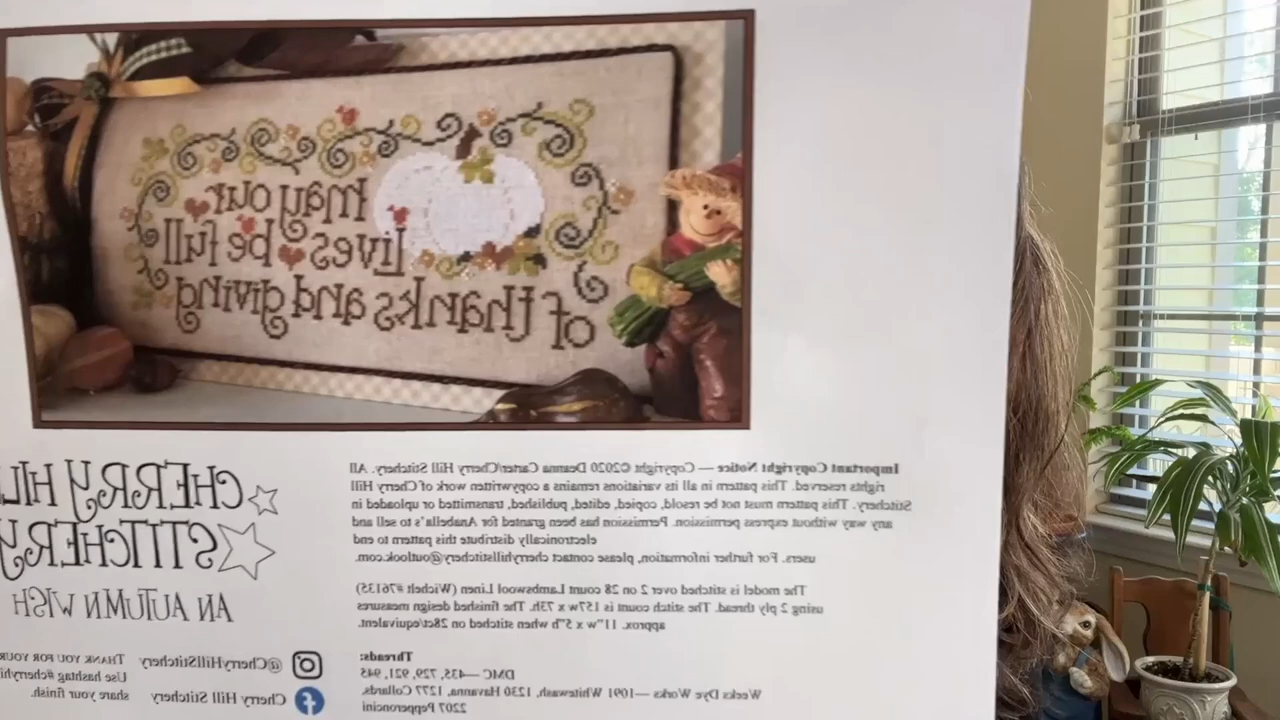 may our
lives be full
of thanks and giving
CHERRY HILL
STITCHERY
AN AUTUMN WISH
@CherryHillStitchery
Cherry Hill Stitchery
THANK YOU FOR YOUR
Use hashtag #cherryhi
share your finish.
Important Copyright Notice — Copyright ©2020 Deanna Carter/Cherry Hill Stitchery. All
rights reserved. This pattern in all its variations remains a copywritten work of Cherry Hill
Stitchery. This pattern must not be resold, copied, edited, published, transmitted or uploaded in
any way without express permission. Permission has been granted for Anabella's to sell and
electronically distribute this pattern to end
users. For further information, please contact cherryhillstitchery@outlook.com.
The model is stitched over 2 on 28 count Lambswool Linen (Wichelt #76135)
using 2 ply thread. The stitch count is 157w x 73h. The finished design measures
approx. 11"w x 5"h when stitched on 28ct/equivalent.
Threads:
DMC —435, 729, 921, 945
Weeks Dye Works —1091 Whitewash, 1230 Havanna, 1277 Collards,
2207 Pepperoncini